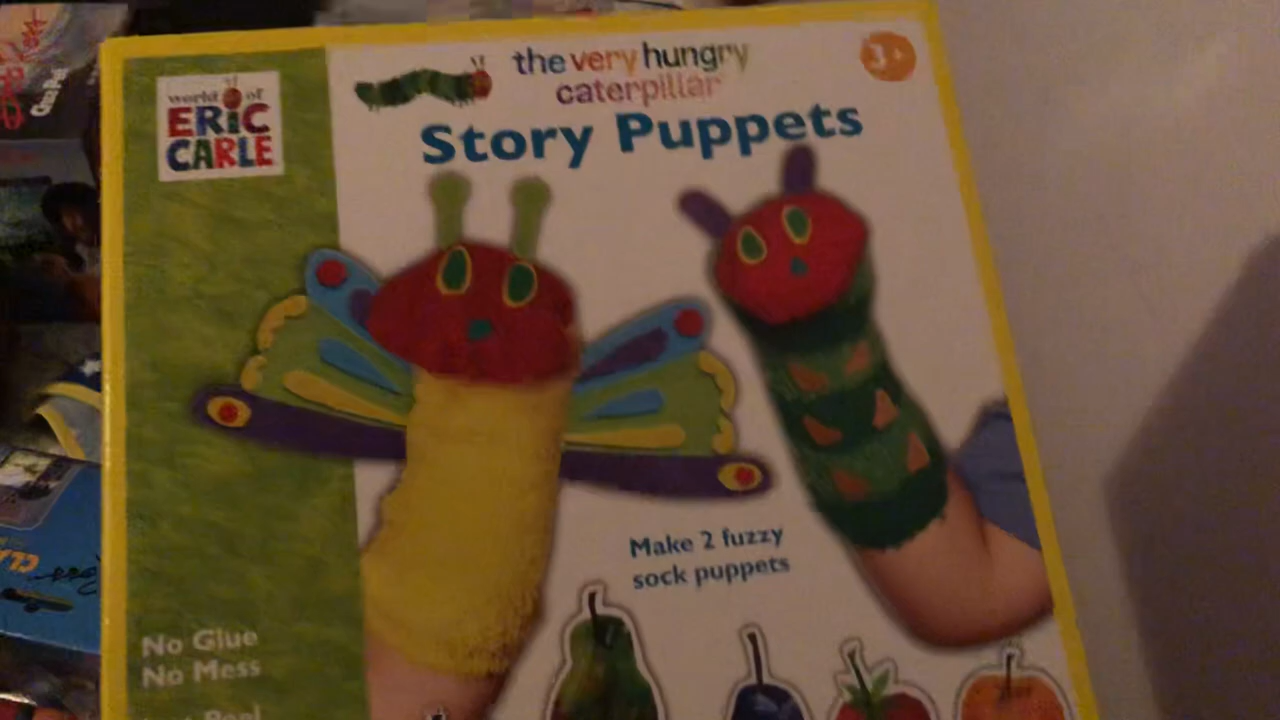 world of
ERIC
CARLE
the very hungry
caterpillar
3+
Story Puppets
Make 2 fuzzy
sock puppets
No Glue
No Mess
Peel